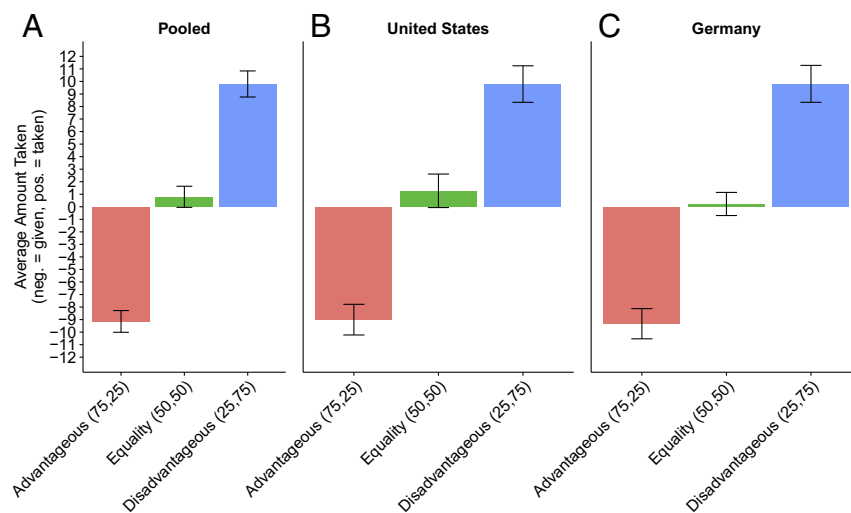 A
Pooled
B
United States
C
Germany
Average Amount Taken
(neg. = given, pos. = taken)
12
11
10
9
8
7
6
5
4
3
2
1
0
−1
−2
−3
−4
−5
−6
−7
−8
−9
−10
−11
−12
Advantageous (75,25)
Equality (50,50)
Disadvantageous (25,75)
Advantageous (75,25)
Equality (50,50)
Disadvantageous (25,75)
Advantageous (75,25)
Equality (50,50)
Disadvantageous (25,75)